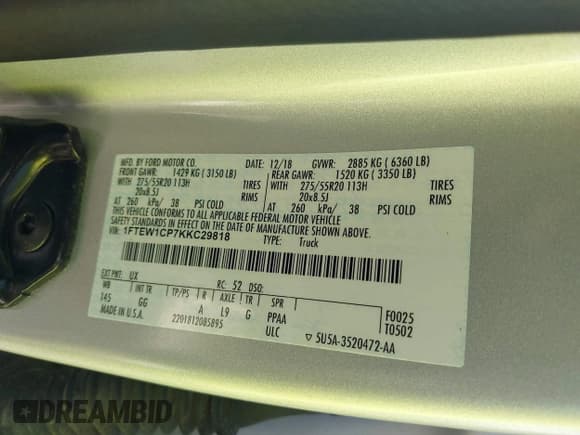 MFD. BY FORD MOTOR CO.
DATE: 12/18 GVWR: 2885 KG ( 6360 LB)
FRONT GAWR: 1429 KG ( 3150 LB) REAR GAWR: 1520 KG ( 3350 LB)
WITH TIRES WITH TIRES
275/55R20 113H 275/55R20 113H
20x8.5J RIMS 20x8.5J RIMS
AT 260 kPa/ 38 PSI COLD AT 260 kPa/ 38 PSI COLD
THIS VEHICLE CONFORMS TO ALL APPLICABLE FEDERAL MOTOR VEHICLE
SAFETY STANDARDS IN EFFECT ON THE DATE OF MANUFACTURE SHOWN ABOVE.
VIN: 1FTEW1CP7KKC29818 TYPE: Truck
EXT PNT: UX RC: 52 DSO:
WB INT TR TP/PS R AXLE TR SPR
145 GG A L9 G PPAA
ULC
F0025
T0502
MADE IN U.S.A. 220181208S895
▽ 5U5A-3520472-AA
DREAMBID